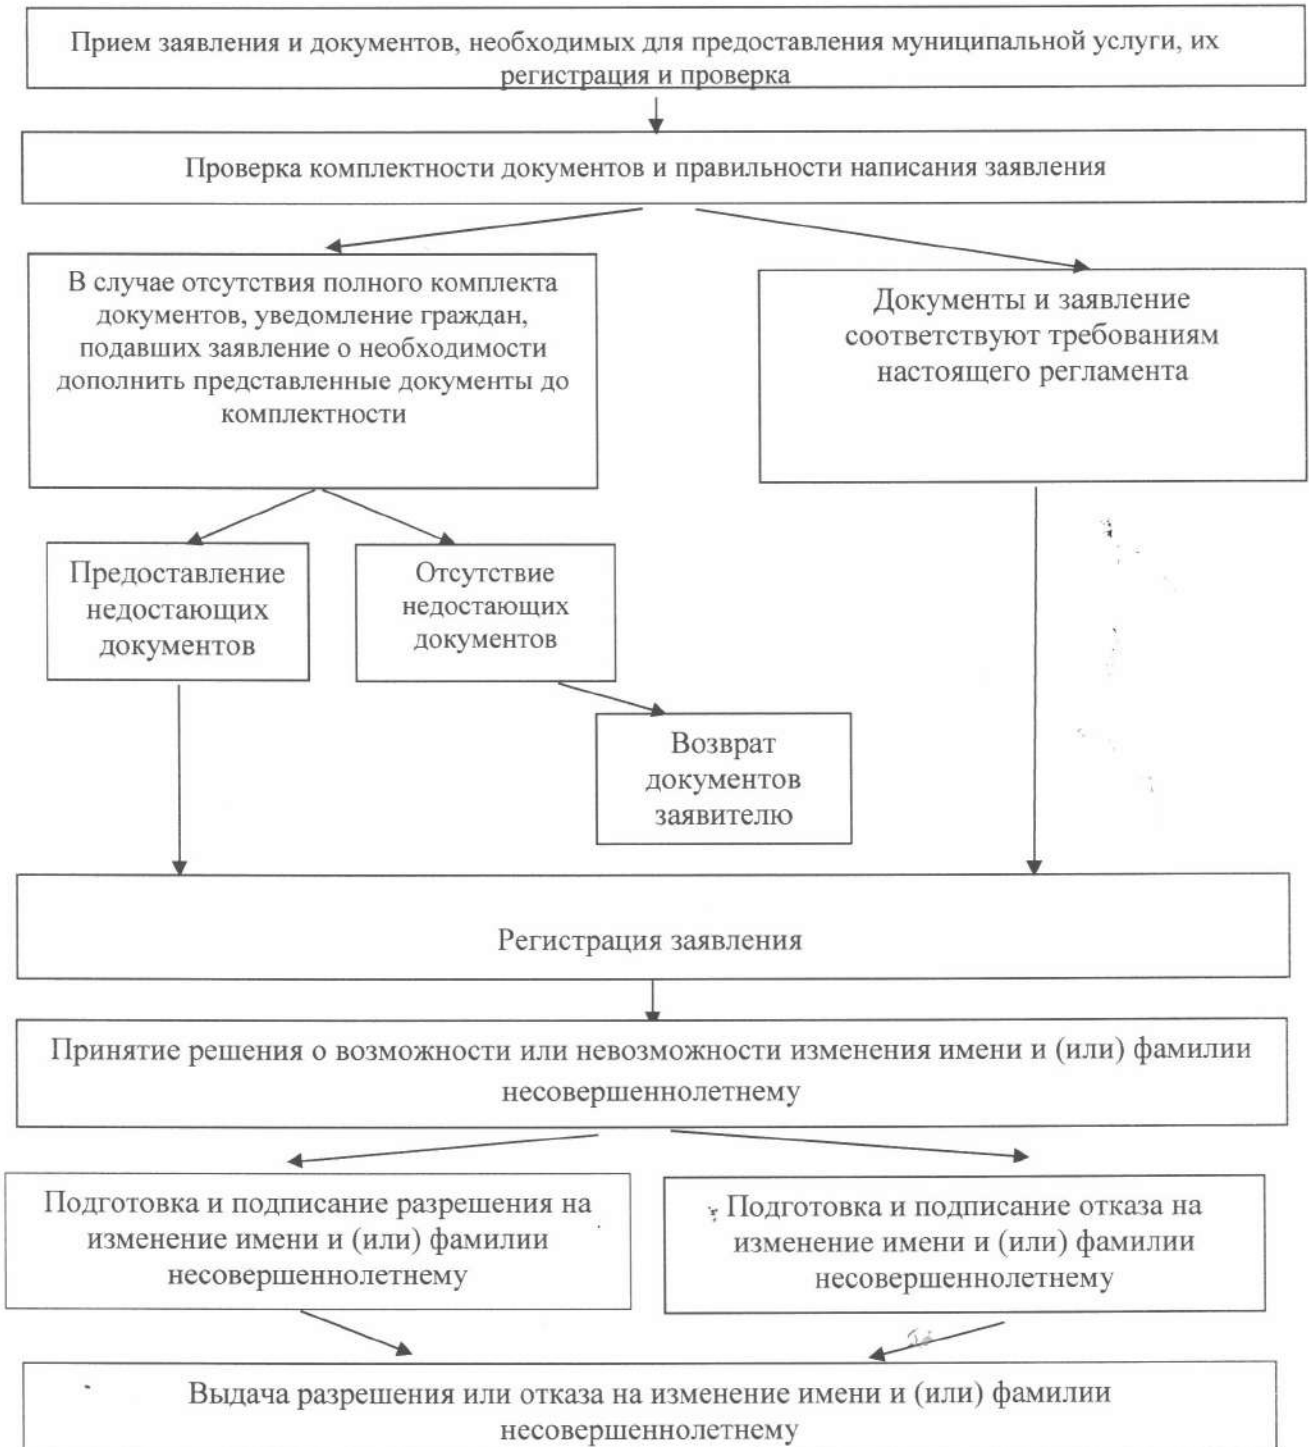 Прием заявления и документов, необходимых для предоставления муниципальной услуги, их
регистрация и проверка
Проверка комплектности документов и правильности написания заявления
В случае отсутствия полного комплекта
документов, уведомление граждан,
подавших заявление о необходимости
дополнить представленные документы до
комплектности
Документы и заявление
соответствуют требованиям
настоящего регламента
Предоставление
недостающих
документов
Отсутствие
недостающих
документов
Возврат
документов
заявителю
Регистрация заявления
Принятие решения о возможности или невозможности изменения имени и (или) фамилии
несовершеннолетнему
Подготовка и подписание разрешения на
изменение имени и (или) фамилии
несовершеннолетнему
Подготовка и подписание отказа на
изменение имени и (или) фамилии
несовершеннолетнему
Выдача разрешения или отказа на изменение имени и (или) фамилии
несовершеннолетнему